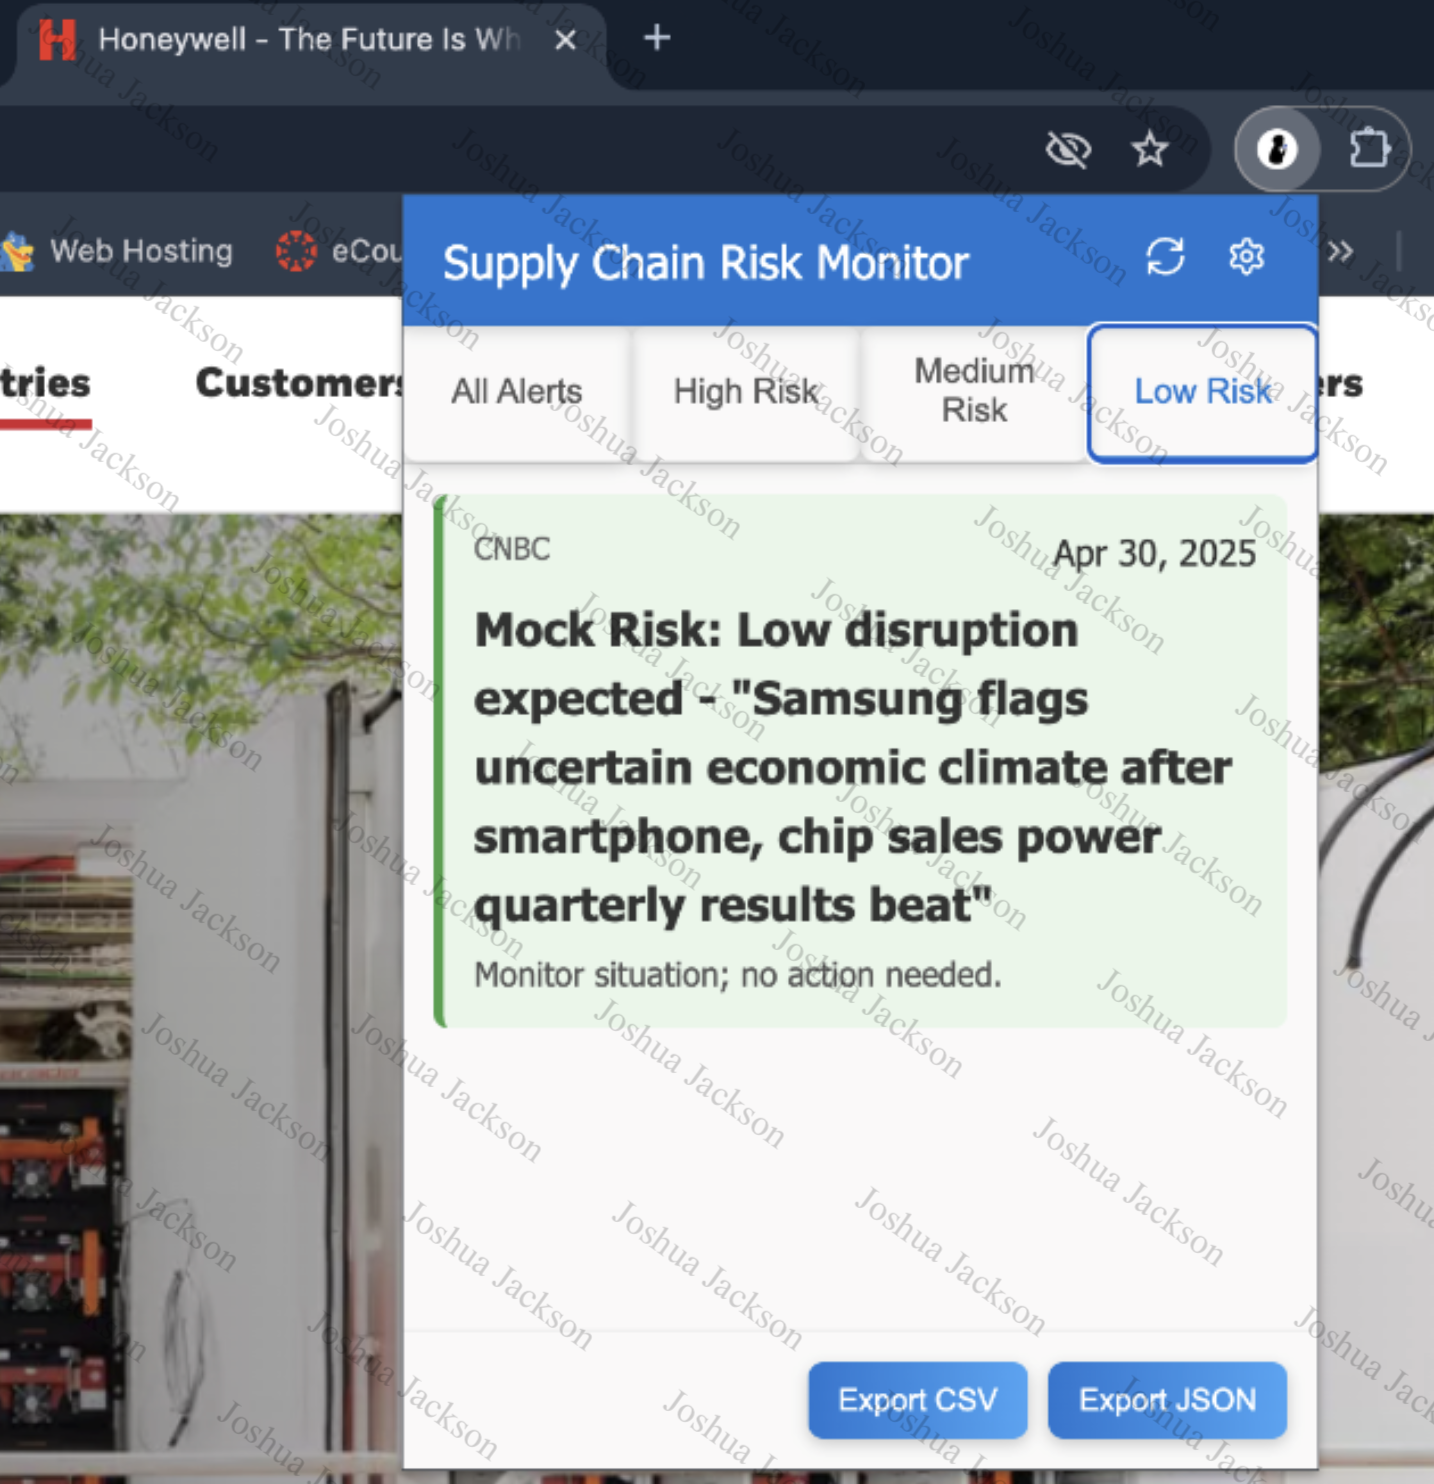 Honeywell - The Future Is Wh
Web Hosting
eCou
Supply Chain Risk Monitor
tries
Customers
ers
All Alerts
High Risk
Medium
Risk
Low Risk
CNBC
Apr 30, 2025
Mock Risk: Low disruption
expected - "Samsung flags
uncertain economic climate after
smartphone, chip sales power
quarterly results beat"
Monitor situation; no action needed.
Export CSV
Export JSON
Joshua Jackson